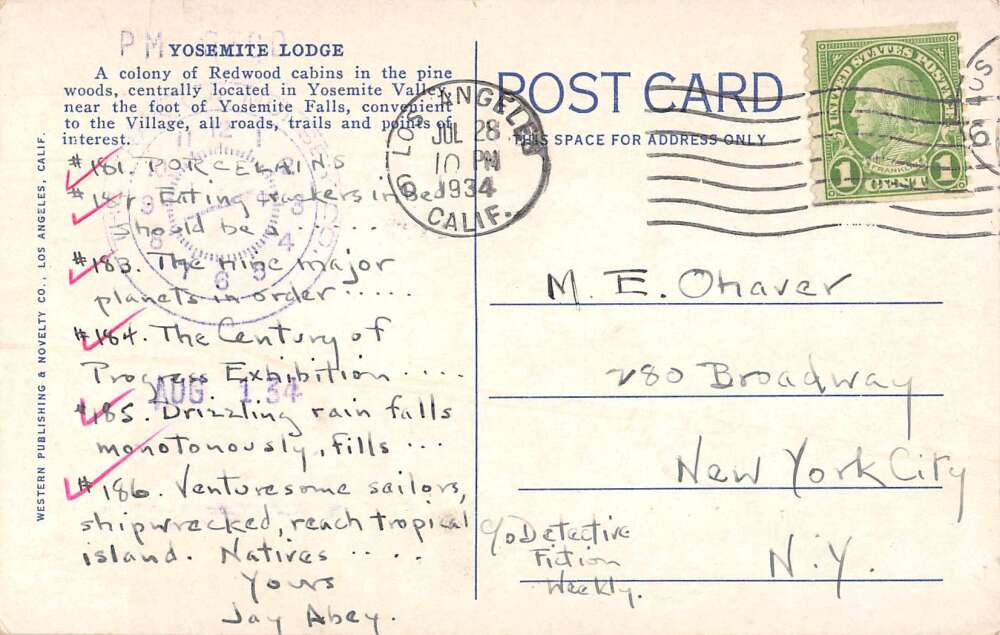 YOSEMITE LODGE
A colony of Redwood cabins in the pine
woods, centrally located in Yosemite Valley
near the foot of Yosemite Falls, convenient
to the Village, all roads, trails and points of
interest.
#181. PORCELAINS
Eating crackers in Bed
should be a .....
#183. The nine major
planets in order .....
#184. The Century of
Progress Exhibition ....
AUG 1 34
#185. Drizzling rain falls
monotonously, fills ...
#186. Venturesome sailors,
shipwrecked, reach tropical
island. Natives .....
Yours
Jay Abey.
WESTERN PUBLISHING & NOVELTY CO., LOS ANGELES, CALIF.
POST CARD
THIS SPACE FOR ADDRESS ONLY
LOS ANGELES
JUL 28
10 PM
1934
CALIF.
6
UNITED STATES POSTAGE
FRANKLIN
1 CENT 1
M. E. Ohaver
280 Broadway
New York City
N.Y.
c/o Detective
Fiction
Weekly.